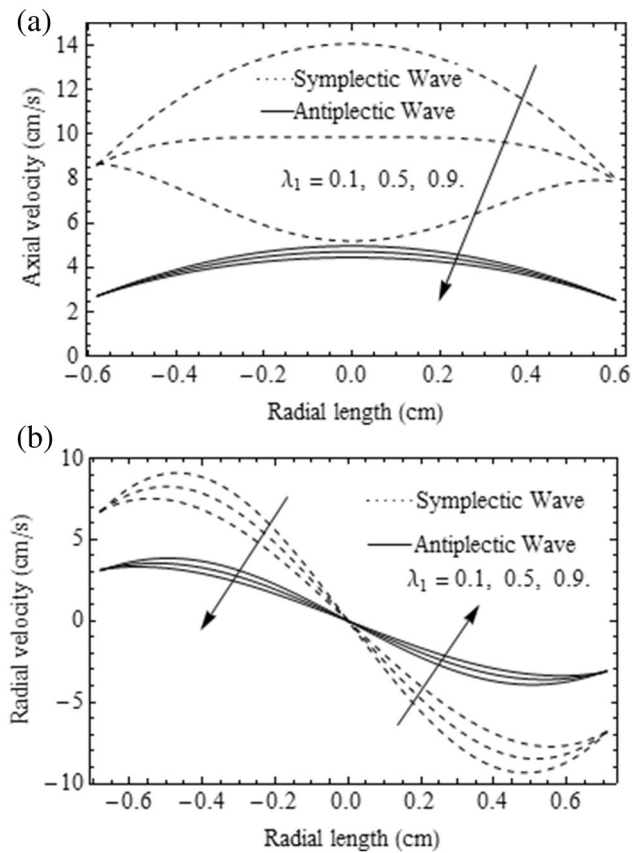 (a)
14
12
10
8
6
4
2
0
Axial velocity (cm/s)
Symplectic Wave
Antiplectic Wave
λ₁ = 0.1, 0.5, 0.9.
−0.6 −0.4 −0.2 0.0 0.2 0.4 0.6
Radial length (cm)
(b)
10
5
0
−5
−10
Radial velocity (cm/s)
Symplectic Wave
Antiplectic Wave
λ₁ = 0.1, 0.5, 0.9.
−0.6 −0.4 −0.2 0.0 0.2 0.4 0.6
Radial length (cm)